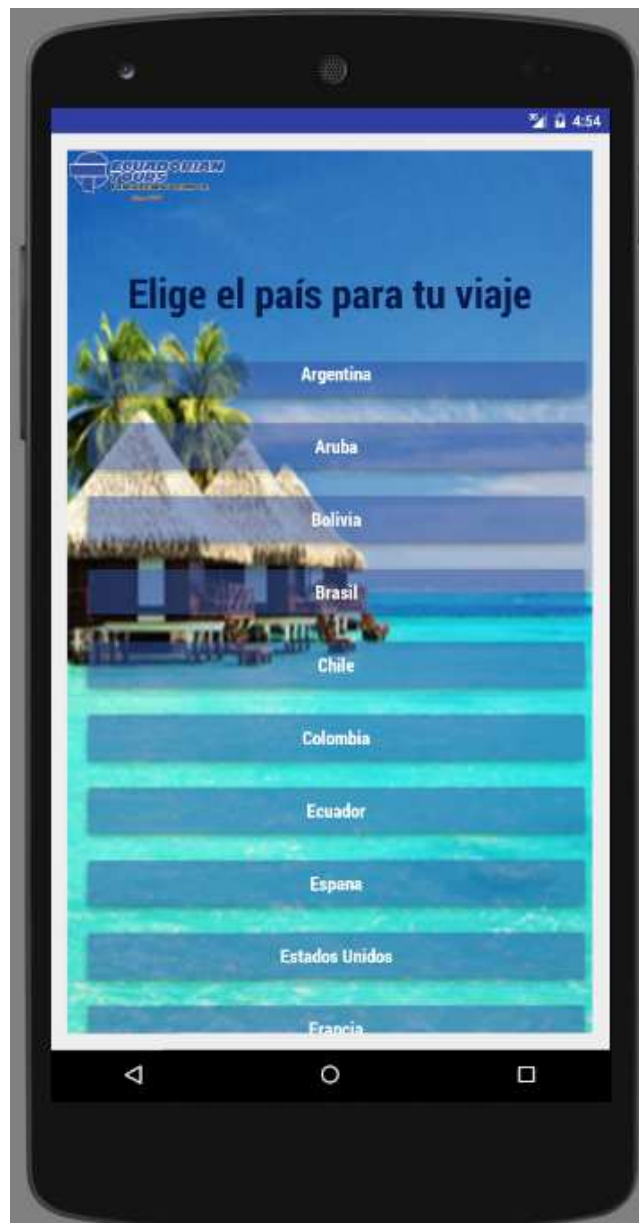 4:54
ECUADORIAN
TOURS
Elige el país para tu viaje
Argentina
Aruba
Bolivia
Brasil
Chile
Colombia
Ecuador
Espana
Estados Unidos
Francia